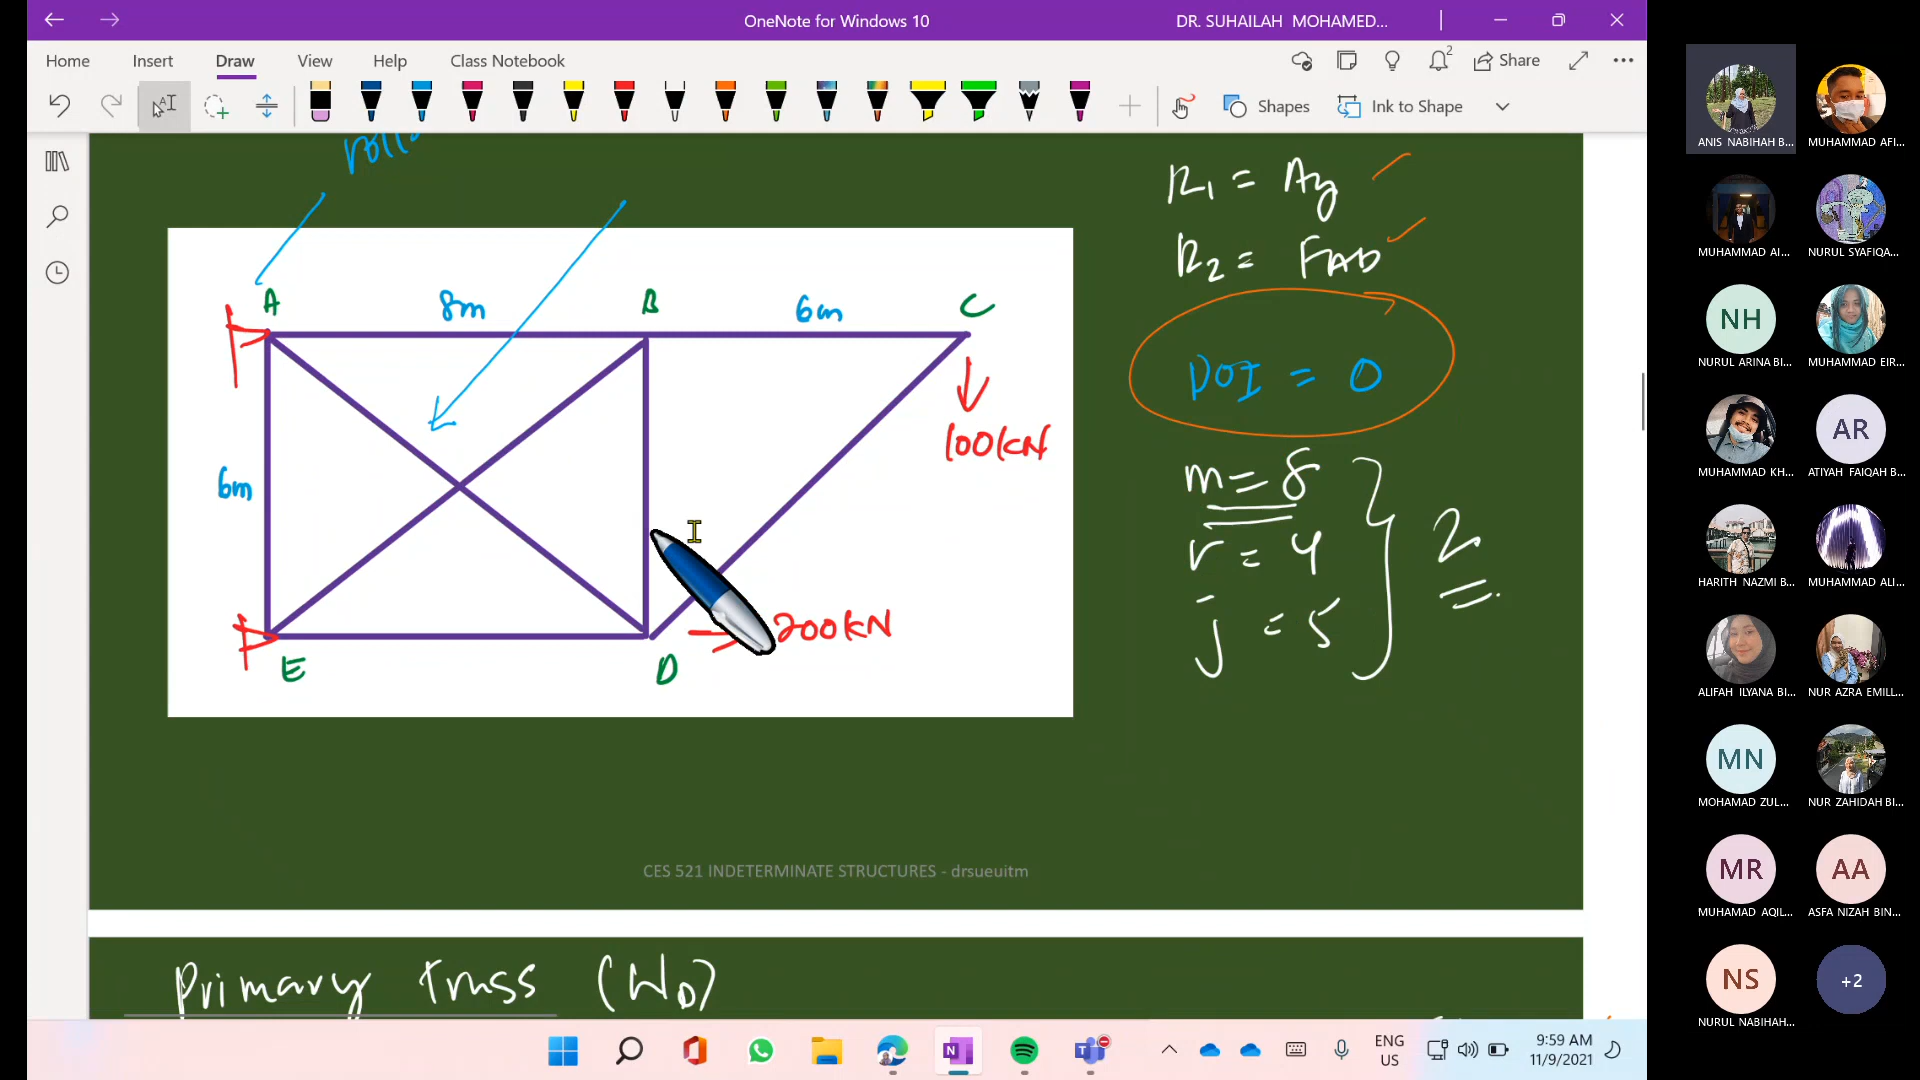 OneNote for Windows 10
DR. SUHAILAH MOHAMED...
Home Insert Draw View Help Class Notebook
2 Share
Shapes Ink to Shape
R1 = Ay
R2 = FAD
DOI = 0
m = 8
r = 4
j = 5
2
A 8m B 6m C
100kN
6m
200kN
E D
CES 521 INDETERMINATE STRUCTURES - drsueuitm
Primary truss
ENG
US
9:59 AM
11/9/2021
ANIS NABIHAH B...
MUHAMMAD AFI...
MUHAMMAD AI...
NURUL SYAFIQA...
NH
NURUL ARINA BI...
MUHAMMAD EIR...
MUHAMMAD KH...
AR
ATIYAH FAIQAH B...
HARITH NAZMI B...
MUHAMMAD ALI...
ALIFAH ILYANA BI...
NUR AZRA EMILL...
MN
MOHAMAD ZUL...
NUR ZAHIDAH BI...
MR
MUHAMAD AQIL...
AA
ASFA NIZAH BIN...
NS
NURUL NABIHAH...
+2